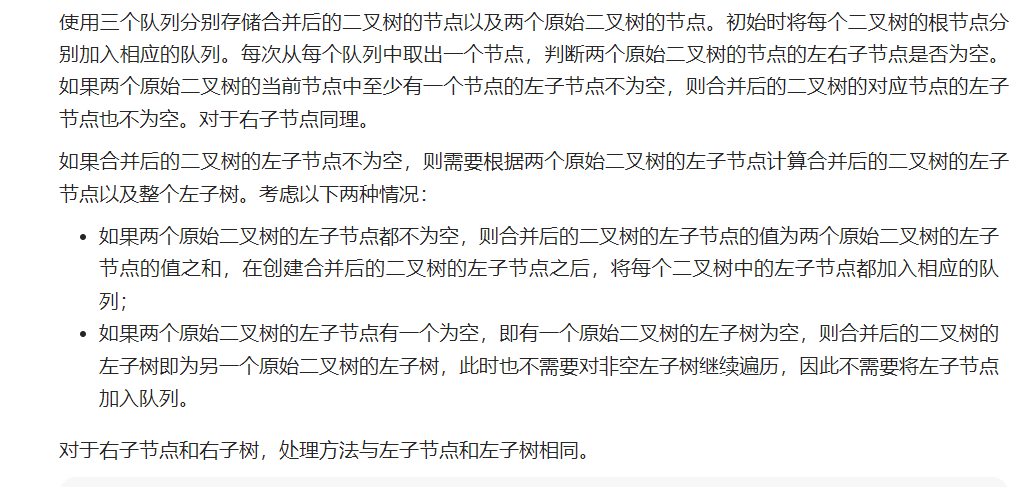 使用三个队列分别存储合并后的二叉树的节点以及两个原始二叉树的节点。初始时将每个二叉树的根节点分
别加入相应的队列。每次从每个队列中取出一个节点，判断两个原始二叉树的节点的左右子节点是否为空。
如果两个原始二叉树的当前节点中至少有一个节点的左子节点不为空，则合并后的二叉树的对应节点的左子
节点也不为空。对于右子节点同理。
如果合并后的二叉树的左子节点不为空，则需要根据两个原始二叉树的左子节点计算合并后的二叉树的左子
节点以及整个左子树。考虑以下两种情况：
• 如果两个原始二叉树的左子节点都不为空，则合并后的二叉树的左子节点的值为两个原始二叉树的左子
节点的值之和，在创建合并后的二叉树的左子节点之后，将每个二叉树中的左子节点都加入相应的队
列；
• 如果两个原始二叉树的左子节点有一个为空，即有一个原始二叉树的左子树为空，则合并后的二叉树的
左子树即为另一个原始二叉树的左子树，此时也不需要对非空左子树继续遍历，因此不需要将左子节点
加入队列。
对于右子节点和右子树，处理方法与左子节点和左子树相同。